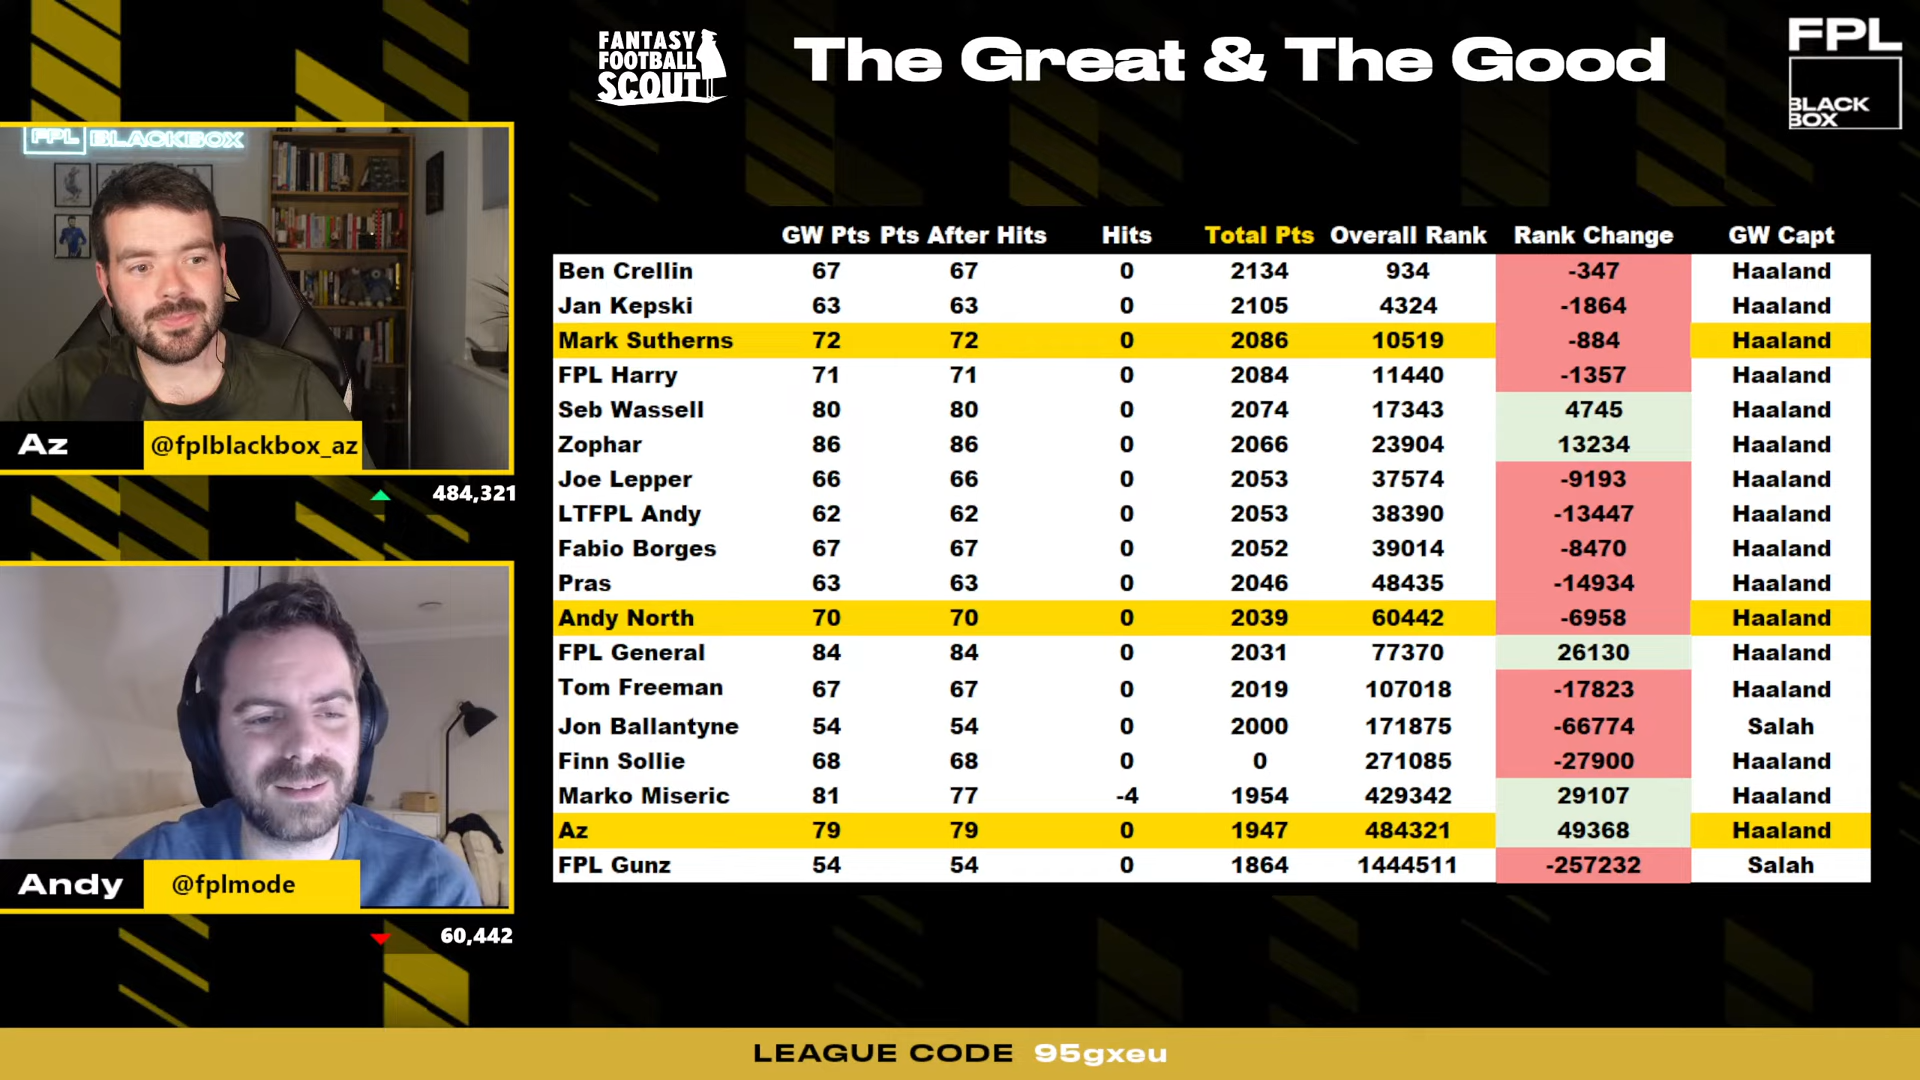 FANTASY
FOOTBALL
SCOUT
The Great & The Good
FPL
BLACK
BOX
FPL BLACKBOX
Az @fplblackbox_az
484,321
Andy @fplmode
60,442
GW Pts Pts After Hits Hits Total Pts Overall Rank Rank Change GW Capt
Ben Crellin 67 67 0 2134 934 -347 Haaland
Jan Kepski 63 63 0 2105 4324 -1864 Haaland
Mark Sutherns 72 72 0 2086 10519 -884 Haaland
FPL Harry 71 71 0 2084 11440 -1357 Haaland
Seb Wassell 80 80 0 2074 17343 4745 Haaland
Zophar 86 86 0 2066 23904 13234 Haaland
Joe Lepper 66 66 0 2053 37574 -9193 Haaland
LTFPL Andy 62 62 0 2053 38390 -13447 Haaland
Fabio Borges 67 67 0 2052 39014 -8470 Haaland
Pras 63 63 0 2046 48435 -14934 Haaland
Andy North 70 70 0 2039 60442 -6958 Haaland
FPL General 84 84 0 2031 77370 26130 Haaland
Tom Freeman 67 67 0 2019 107018 -17823 Haaland
Jon Ballantyne 54 54 0 2000 171875 -66774 Salah
Finn Sollie 68 68 0 0 271085 -27900 Haaland
Marko Miseric 81 77 -4 1954 429342 29107 Haaland
Az 79 79 0 1947 484321 49368 Haaland
FPL Gunz 54 54 0 1864 1444511 -257232 Salah
LEAGUE CODE 95gxeu